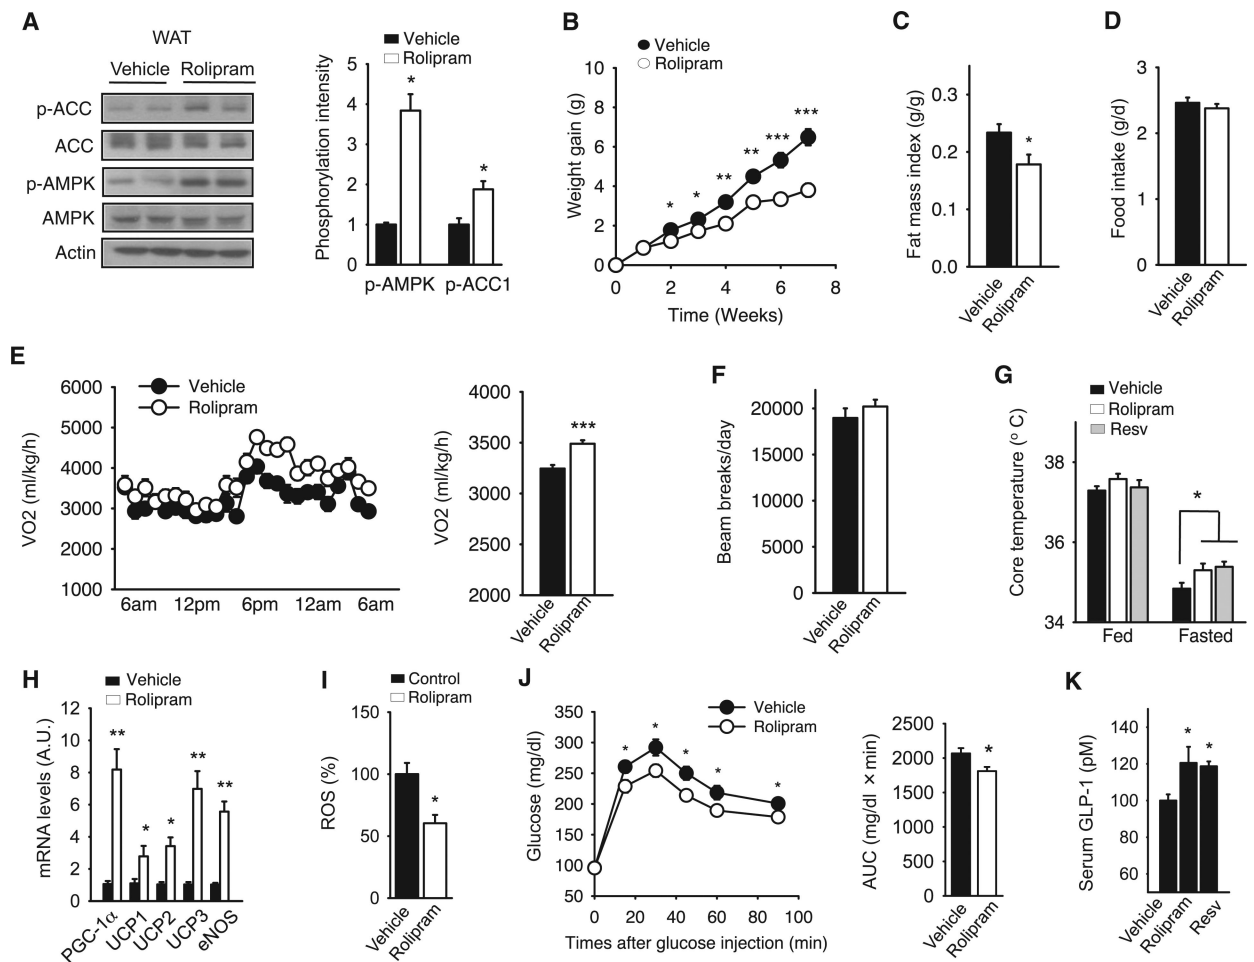 A
WAT
Vehicle Rolipram
p-ACC
ACC
p-AMPK
AMPK
Actin
Vehicle
Rolipram
Phosphorylation intensity
5
4
3
2
1
0
*
*
p-AMPK p-ACC1
B
Vehicle
Rolipram
Weight gain (g)
10
8
6
4
2
0
* * ** ** *** ***
0 2 4 6 8
Time (Weeks)
C
Fat mass index (g/g)
0.3
0.2
0.1
0.0
*
Vehicle
Rolipram
D
Food intake (g/d)
3
2
1
0
Vehicle
Rolipram
E
Vehicle
Rolipram
VO2 (ml/kg/h)
6000
5000
4000
3000
2000
1000
6am 12pm 6pm 12am 6am
VO2 (ml/kg/h)
4000
3500
3000
2500
2000
***
Vehicle
Rolipram
F
Beam breaks/day
20000
15000
10000
5000
0
Vehicle
Rolipram
G
Vehicle
Rolipram
Resv
Core temperature (° C)
38
36
34
*
Fed Fasted
H
Vehicle
Rolipram
mRNA levels (A.U.)
12
10
8
6
4
2
0
** * * ** **
PGC-1α
UCP1
UCP2
UCP3
eNOS
I
Control
Rolipram
ROS (%)
150
100
50
0
*
Vehicle
Rolipram
J
Vehicle
Rolipram
Glucose (mg/dl)
350
300
250
200
150
100
50
* * * * *
0 20 40 60 80 100
Times after glucose injection (min)
AUC (mg/dl × min)
2500
2000
1500
1000
500
0
*
Vehicle
Rolipram
K
Serum GLP-1 (pM)
140
120
100
80
60
* *
Vehicle
Rolipram
Resv